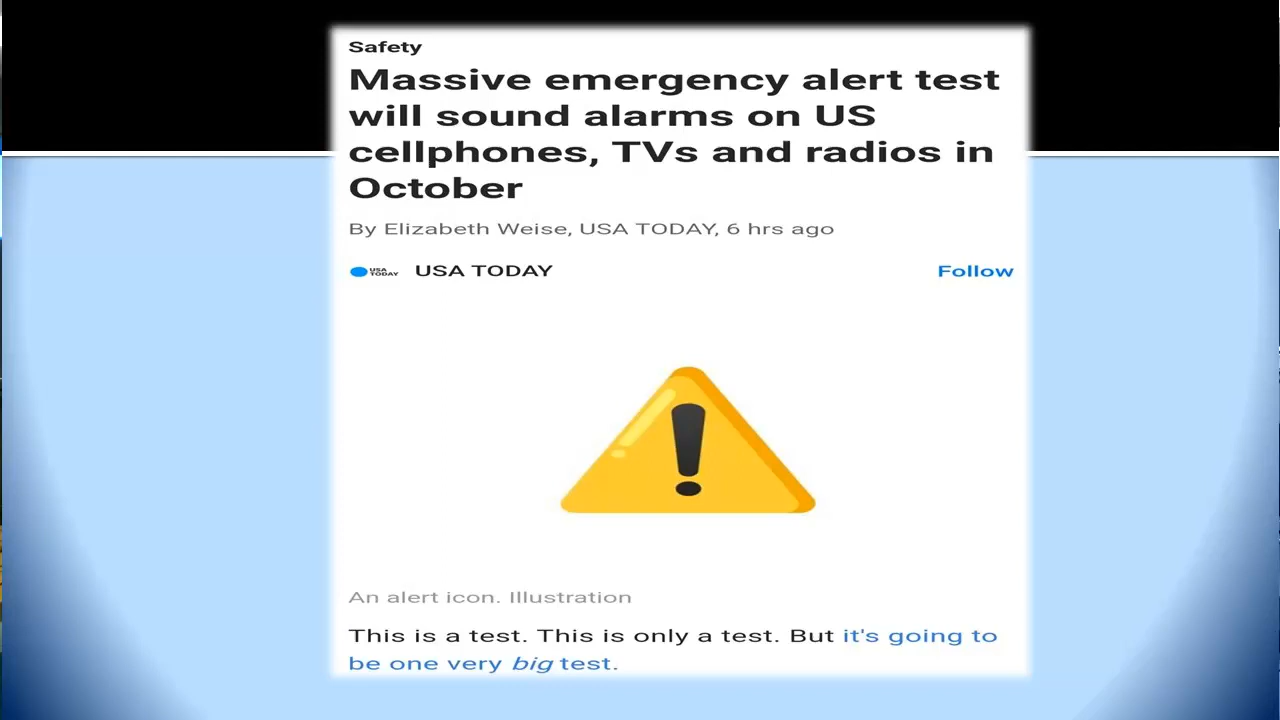 Safety
Massive emergency alert test
will sound alarms on US
cellphones, TVs and radios in
October
By Elizabeth Weise, USA TODAY, 6 hrs ago
USA TODAY USA TODAY Follow
An alert icon. Illustration
This is a test. This is only a test. But it's going to
be one very big test.